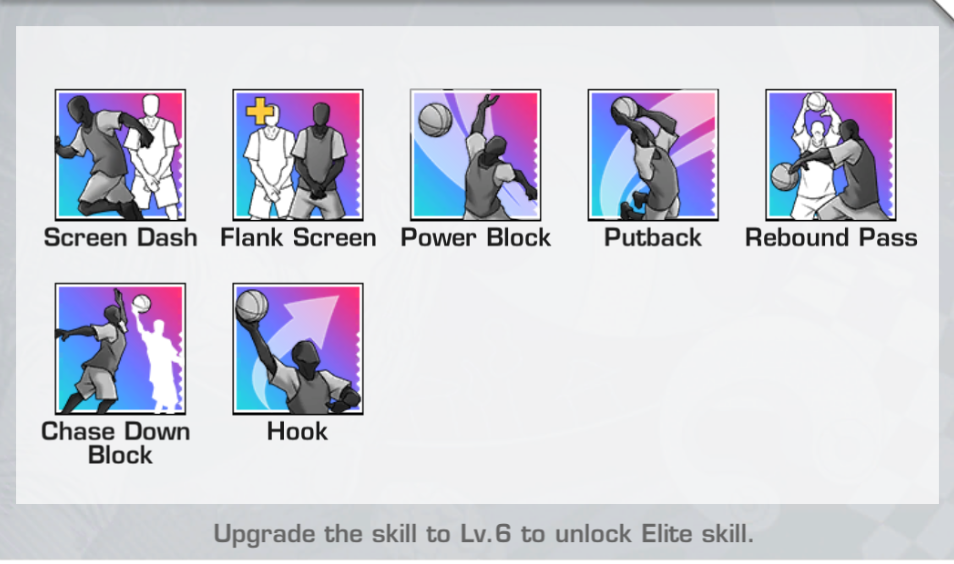 Screen Dash
Flank Screen
Power Block
Putback
Rebound Pass
Chase Down
Block
Hook
Upgrade the skill to Lv.6 to unlock Elite skill.